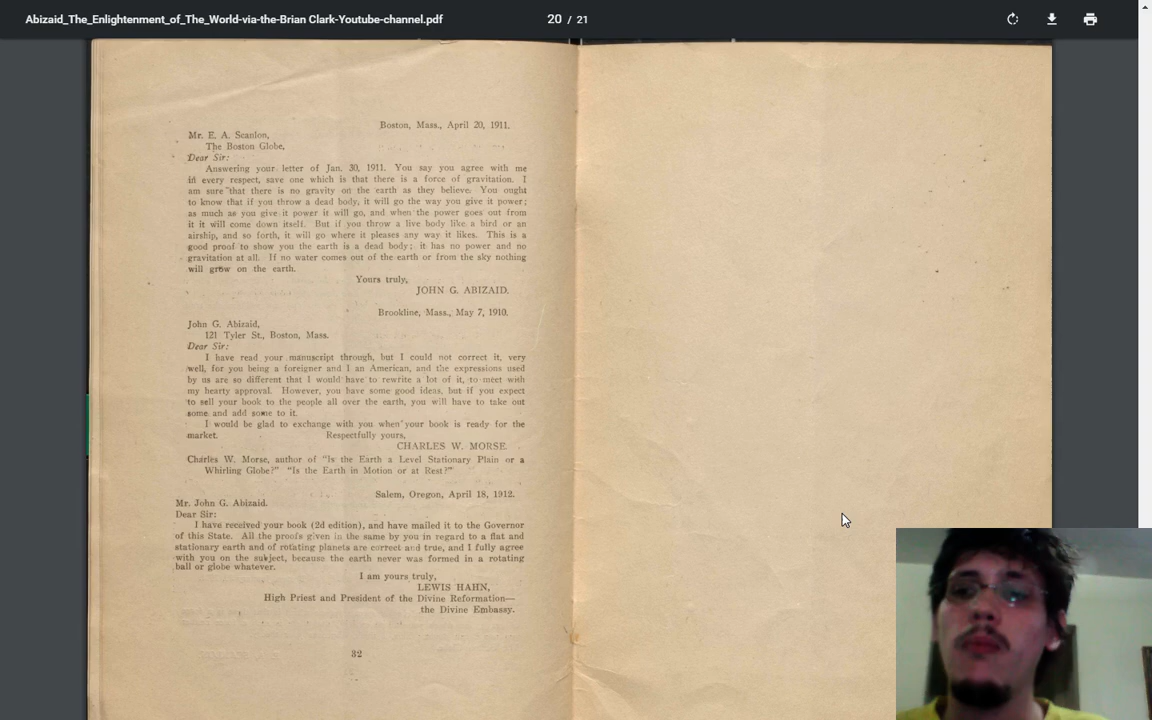 Abizaid_The_Enlightenment_of_The_World-via-the-Brian Clark-Youtube-channel.pdf
20 / 21
Boston, Mass., April 20, 1911.
Mr. E. A. Scanlon,
The Boston Globe.
Dear Sir:
Answering your letter of Jan. 30, 1911. You say you agree with me
in every respect, save one which is that there is a force of gravitation. I
am sure that there is no gravity on the earth as they believe. You ought
to know that if you throw a dead body, it will go the way you give it power;
as much as you give it power it will go, and when the power goes out from
it it will come down itself. But if you throw a live body like a bird or an
airship, and so forth, it will go where it pleases any way it likes. This is a
good proof to show you the earth is a dead body; it has no power and no
gravitation at all. If no water comes out of the earth or from the sky nothing
will grow on the earth.
Yours truly,
JOHN G. ABIZAID.
Brookline, Mass., May 7, 1910.
John G. Abizaid,
121 Tyler St., Boston, Mass.
Dear Sir:
I have read your manuscript through, but I could not correct it, very
well, for you being a foreigner and I an American, and the expressions used
by us are so different that I would have to rewrite a lot of it, to meet with
my hearty approval. However, you have some good ideas, but if you expect
to sell your book to the people all over the earth, you will have to take out
some and add some to it.
I would be glad to exchange with you when your book is ready for the
market. Respectfully yours,
CHARLES W. MORSE.
Charles W. Morse, author of "Is the Earth a Level Stationary Plain or a
Whirling Globe?" "Is the Earth in Motion or at Rest?"
Salem, Oregon, April 18, 1912.
Mr. John G. Abizaid.
Dear Sir:
I have received your book (2d edition), and have mailed it to the Governor
of this State. All the proofs given in the same by you in regard to a flat and
stationary earth and of rotating planets are correct and true, and I fully agree
with you on the subject, because the earth never was formed in a rotating
ball or globe whatever.
I am yours truly,
LEWIS HAHN,
High Priest and President of the Divine Reformation—
the Divine Embassy.
32